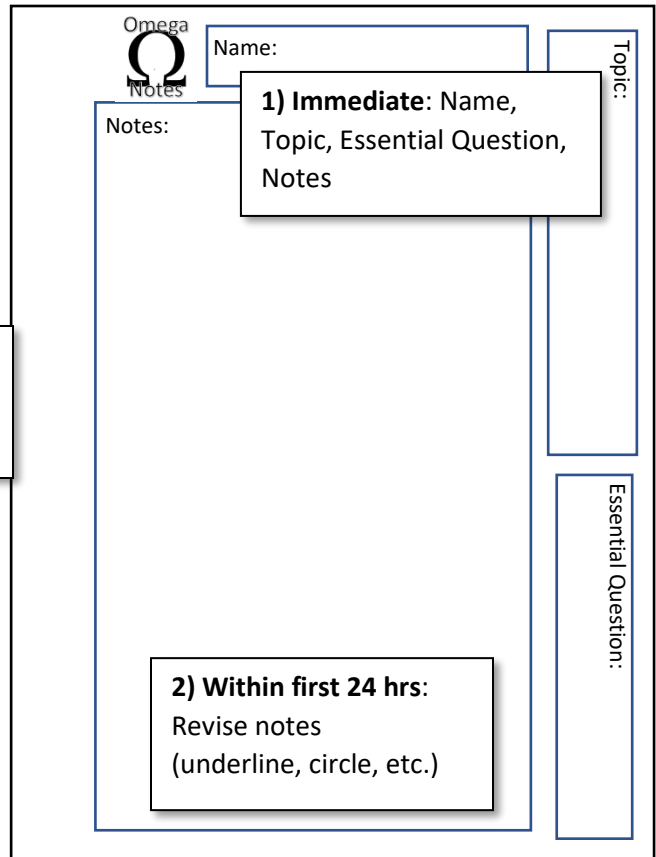 Omega
Ω
Notes
Name:
Topic:
Notes:
1) Immediate: Name,
Topic, Essential Question,
Notes
Essential Question:
2) Within first 24 hrs:
Revise notes
(underline, circle, etc.)